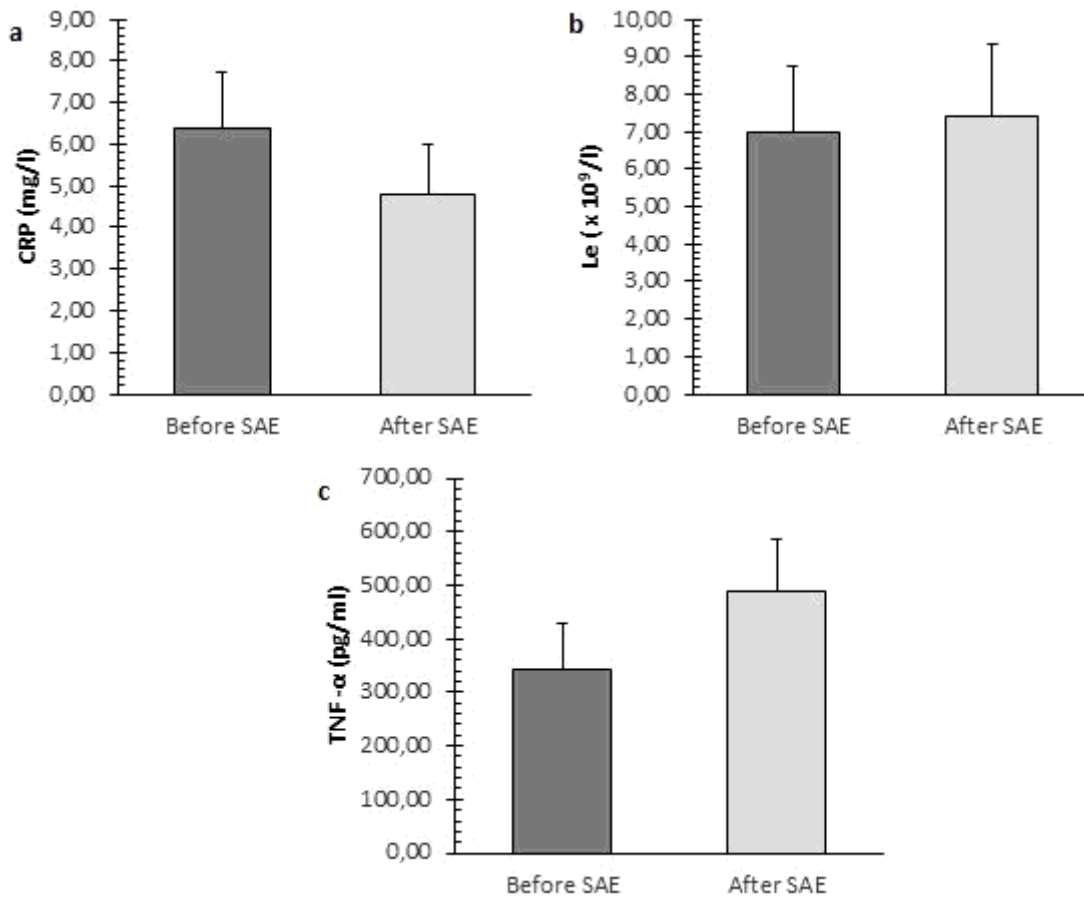 a
CRP (mg/l)
9,00
8,00
7,00
6,00
5,00
4,00
3,00
2,00
1,00
0,00
Before SAE
After SAE
b
Le ( x 10⁹/l)
10,00
9,00
8,00
7,00
6,00
5,00
4,00
3,00
2,00
1,00
0,00
Before SAE
After SAE
c
TNF-α (pg/ml)
700,00
600,00
500,00
400,00
300,00
200,00
100,00
0,00
Before SAE
After SAE